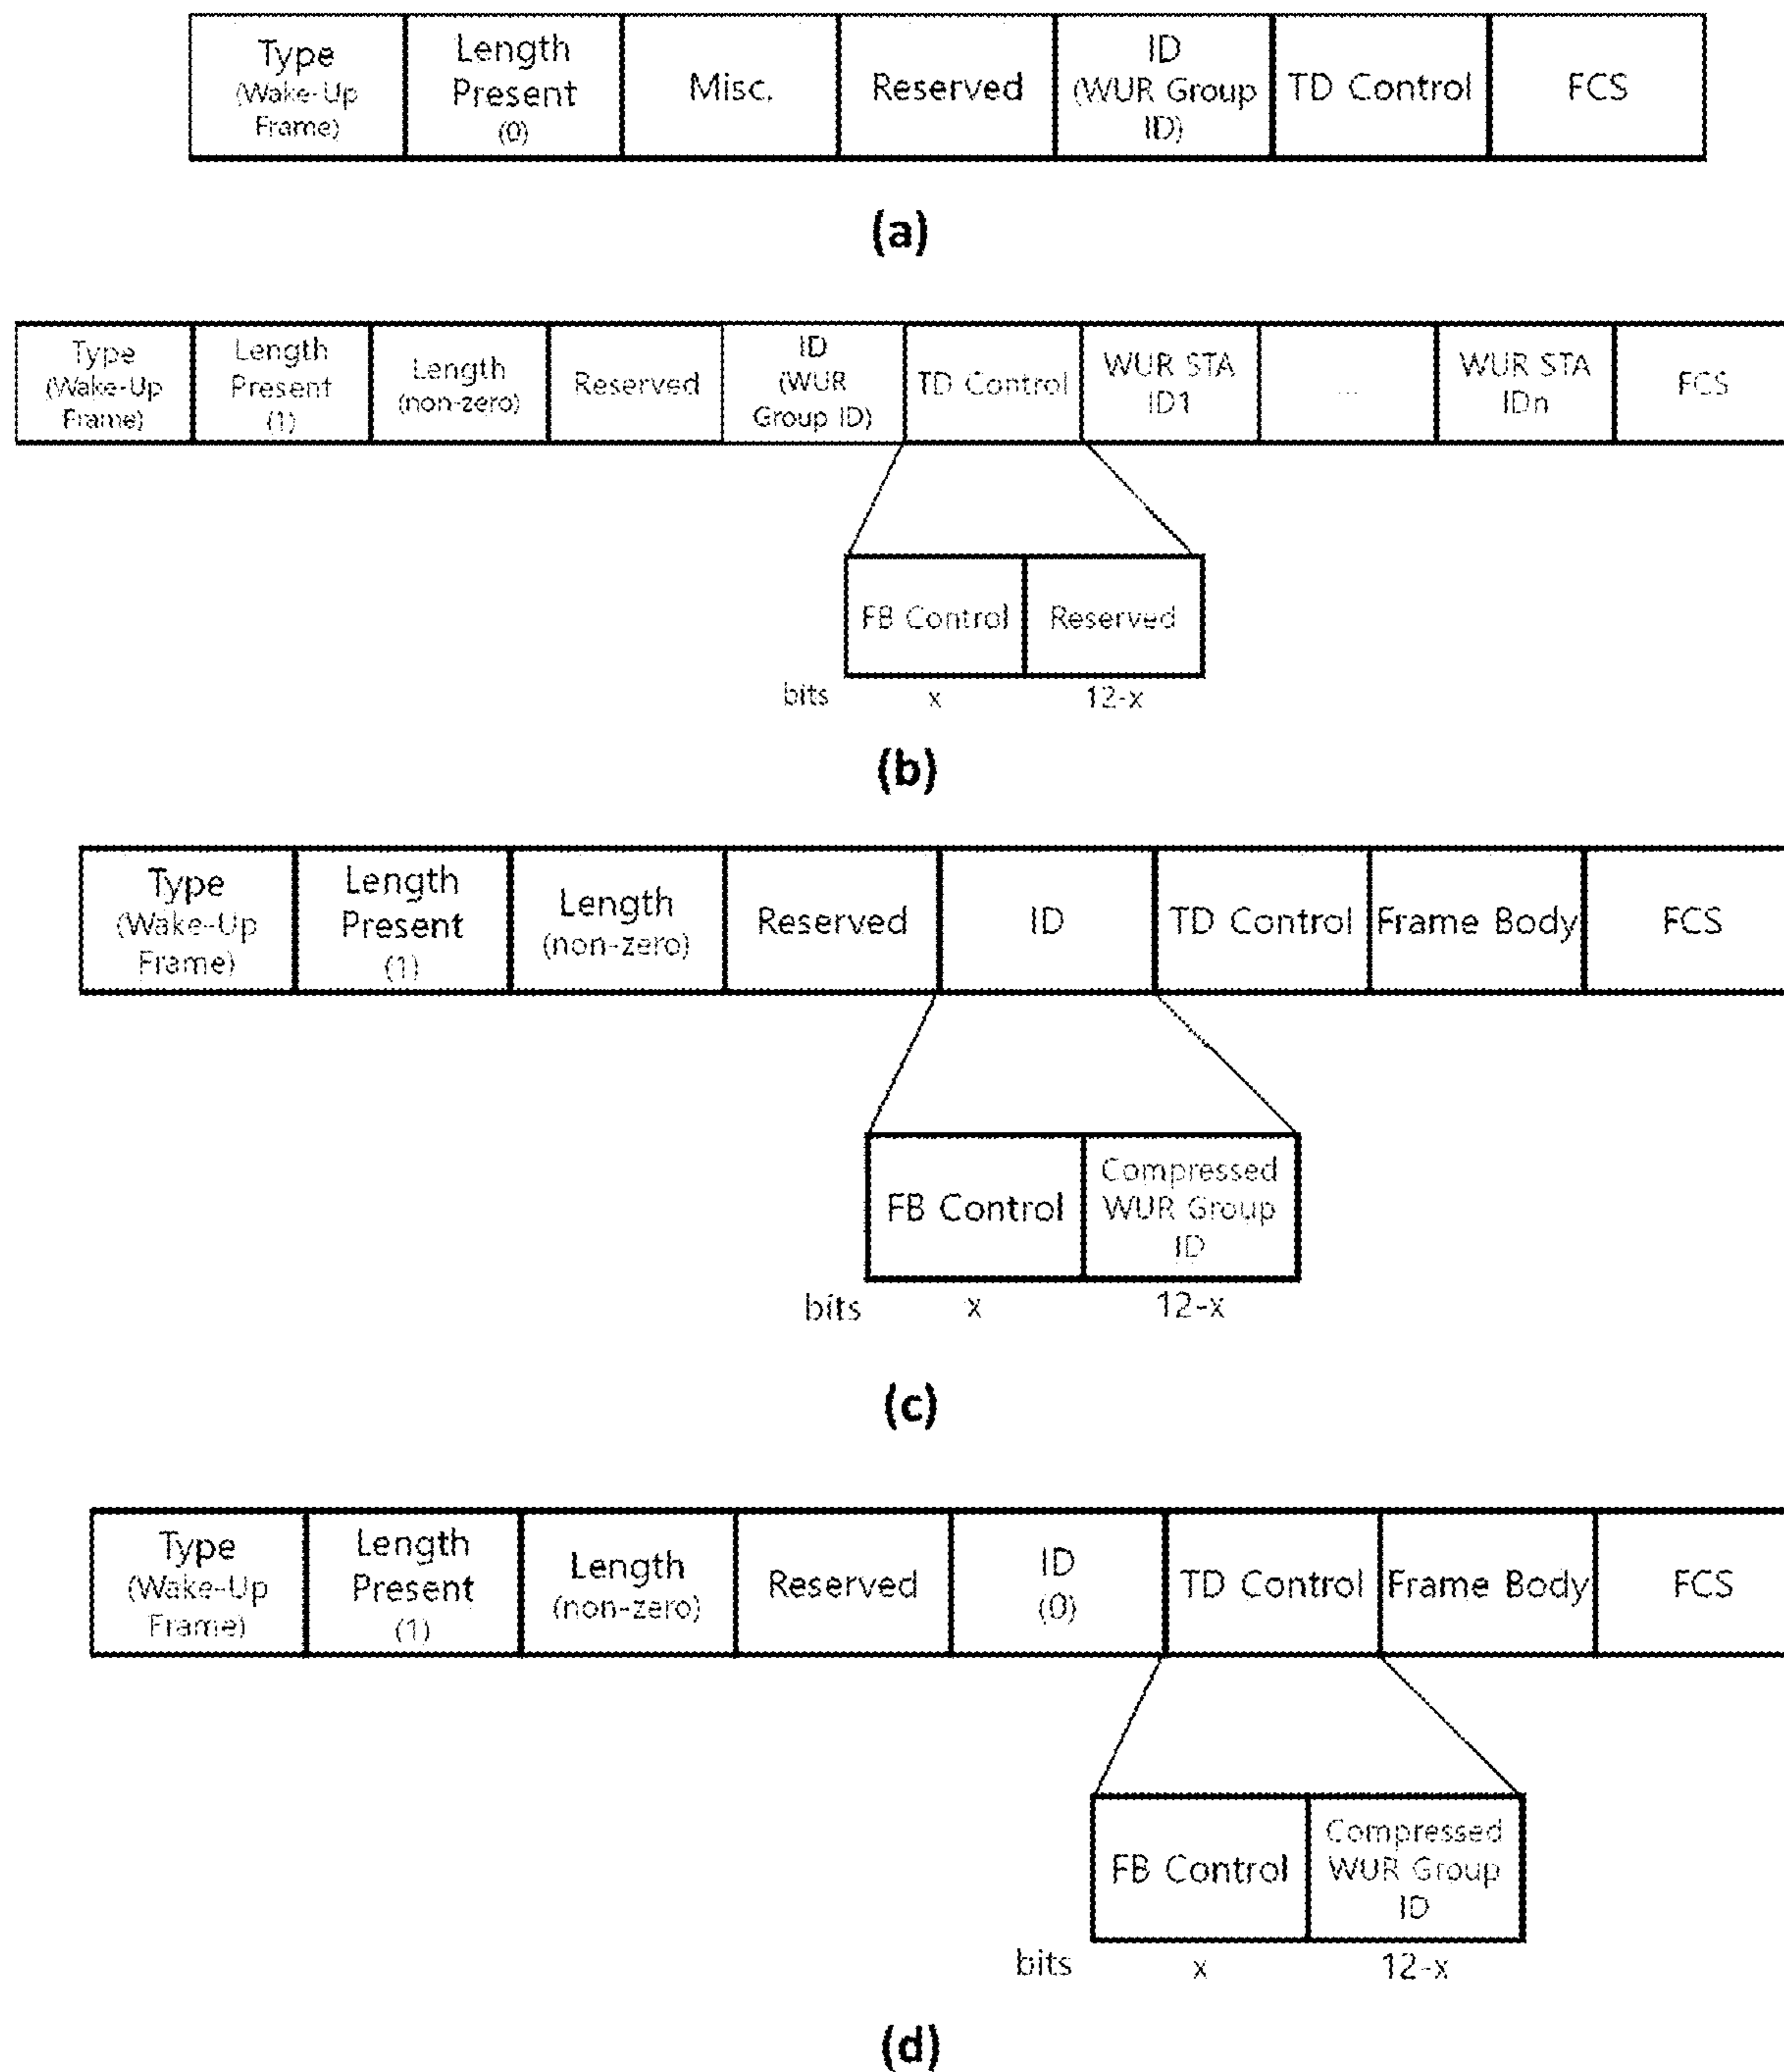 Type
(Wake-Up
Frame)
Length
Present
(0)
Misc.
Reserved
ID
(WUR Group
ID)
TD Control
FCS
(a)
Type
(Wake-Up
Frame)
Length
Present
(1)
Length
(non-zero)
Reserved
ID
(WUR
Group ID)
TD Control
WUR STA
ID1
...
WUR STA
IDn
FCS
FB Control
Reserved
bits
x
12-x
(b)
Type
(Wake-Up
Frame)
Length
Present
(1)
Length
(non-zero)
Reserved
ID
TD Control
Frame Body
FCS
FB Control
Compressed
WUR Group
ID
bits
x
12-x
(c)
Type
(Wake-Up
Frame)
Length
Present
(1)
Length
(non-zero)
Reserved
ID
(0)
TD Control
Frame Body
FCS
FB Control
Compressed
WUR Group
ID
bits
x
12-x
(d)